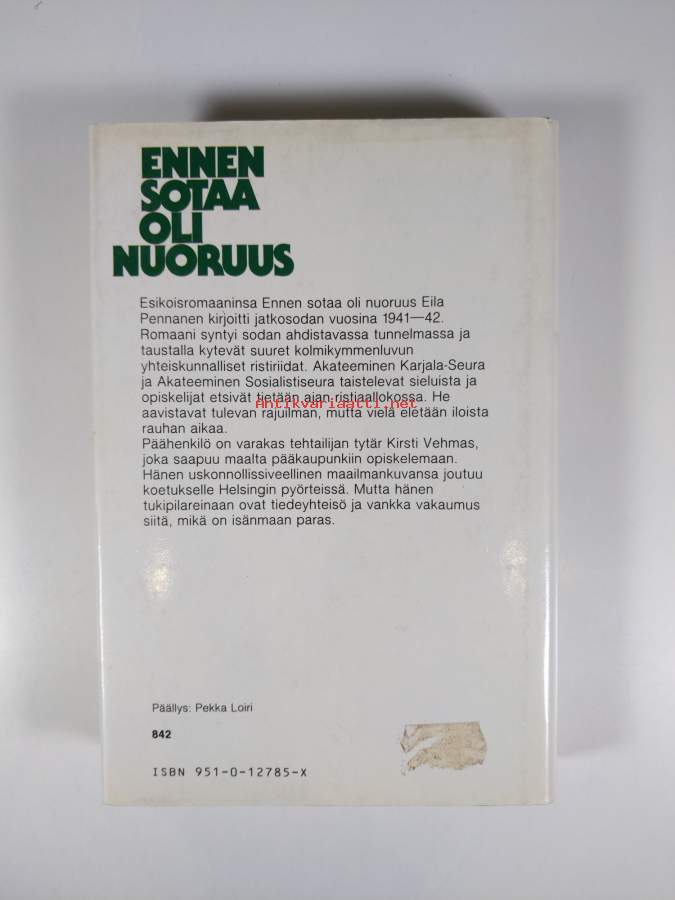 ENNEN
SOTAA
OLI
NUORUUS
Esikoisromaaninsa Ennen sotaa oli nuoruus Eila
Pennanen kirjoitti jatkosodan vuosina 1941—42.
Romaani syntyi sodan ahdistavassa tunnelmassa ja
taustalla kytevät suuret kolmikymmenluvun
yhteiskunnalliset ristiriidat. Akateeminen Karjala-Seura
ja Akateeminen Sosialistiseura taistelevat sieluista ja
opiskelijat etsivät tietään ajan ristiaallokossa. He
Antikvariaatti.net
aavistavat tulevan rajuilman, mutta vielä eletään iloista
rauhan aikaa.
Päähenkilö on varakas tehtailijan tytär Kirsti Vehmas,
joka saapuu maalta pääkaupunkiin opiskelemaan.
Hänen uskonnollissiveellinen maailmankuvansa joutuu
koetukselle Helsingin pyörteissä. Mutta hänen
tukipilareinaan ovat tiedeyhteisö ja vankka vakaumus
siitä, mikä on isänmaan paras.
Päällys: Pekka Loiri
842
ISBN 951-0-12785-X